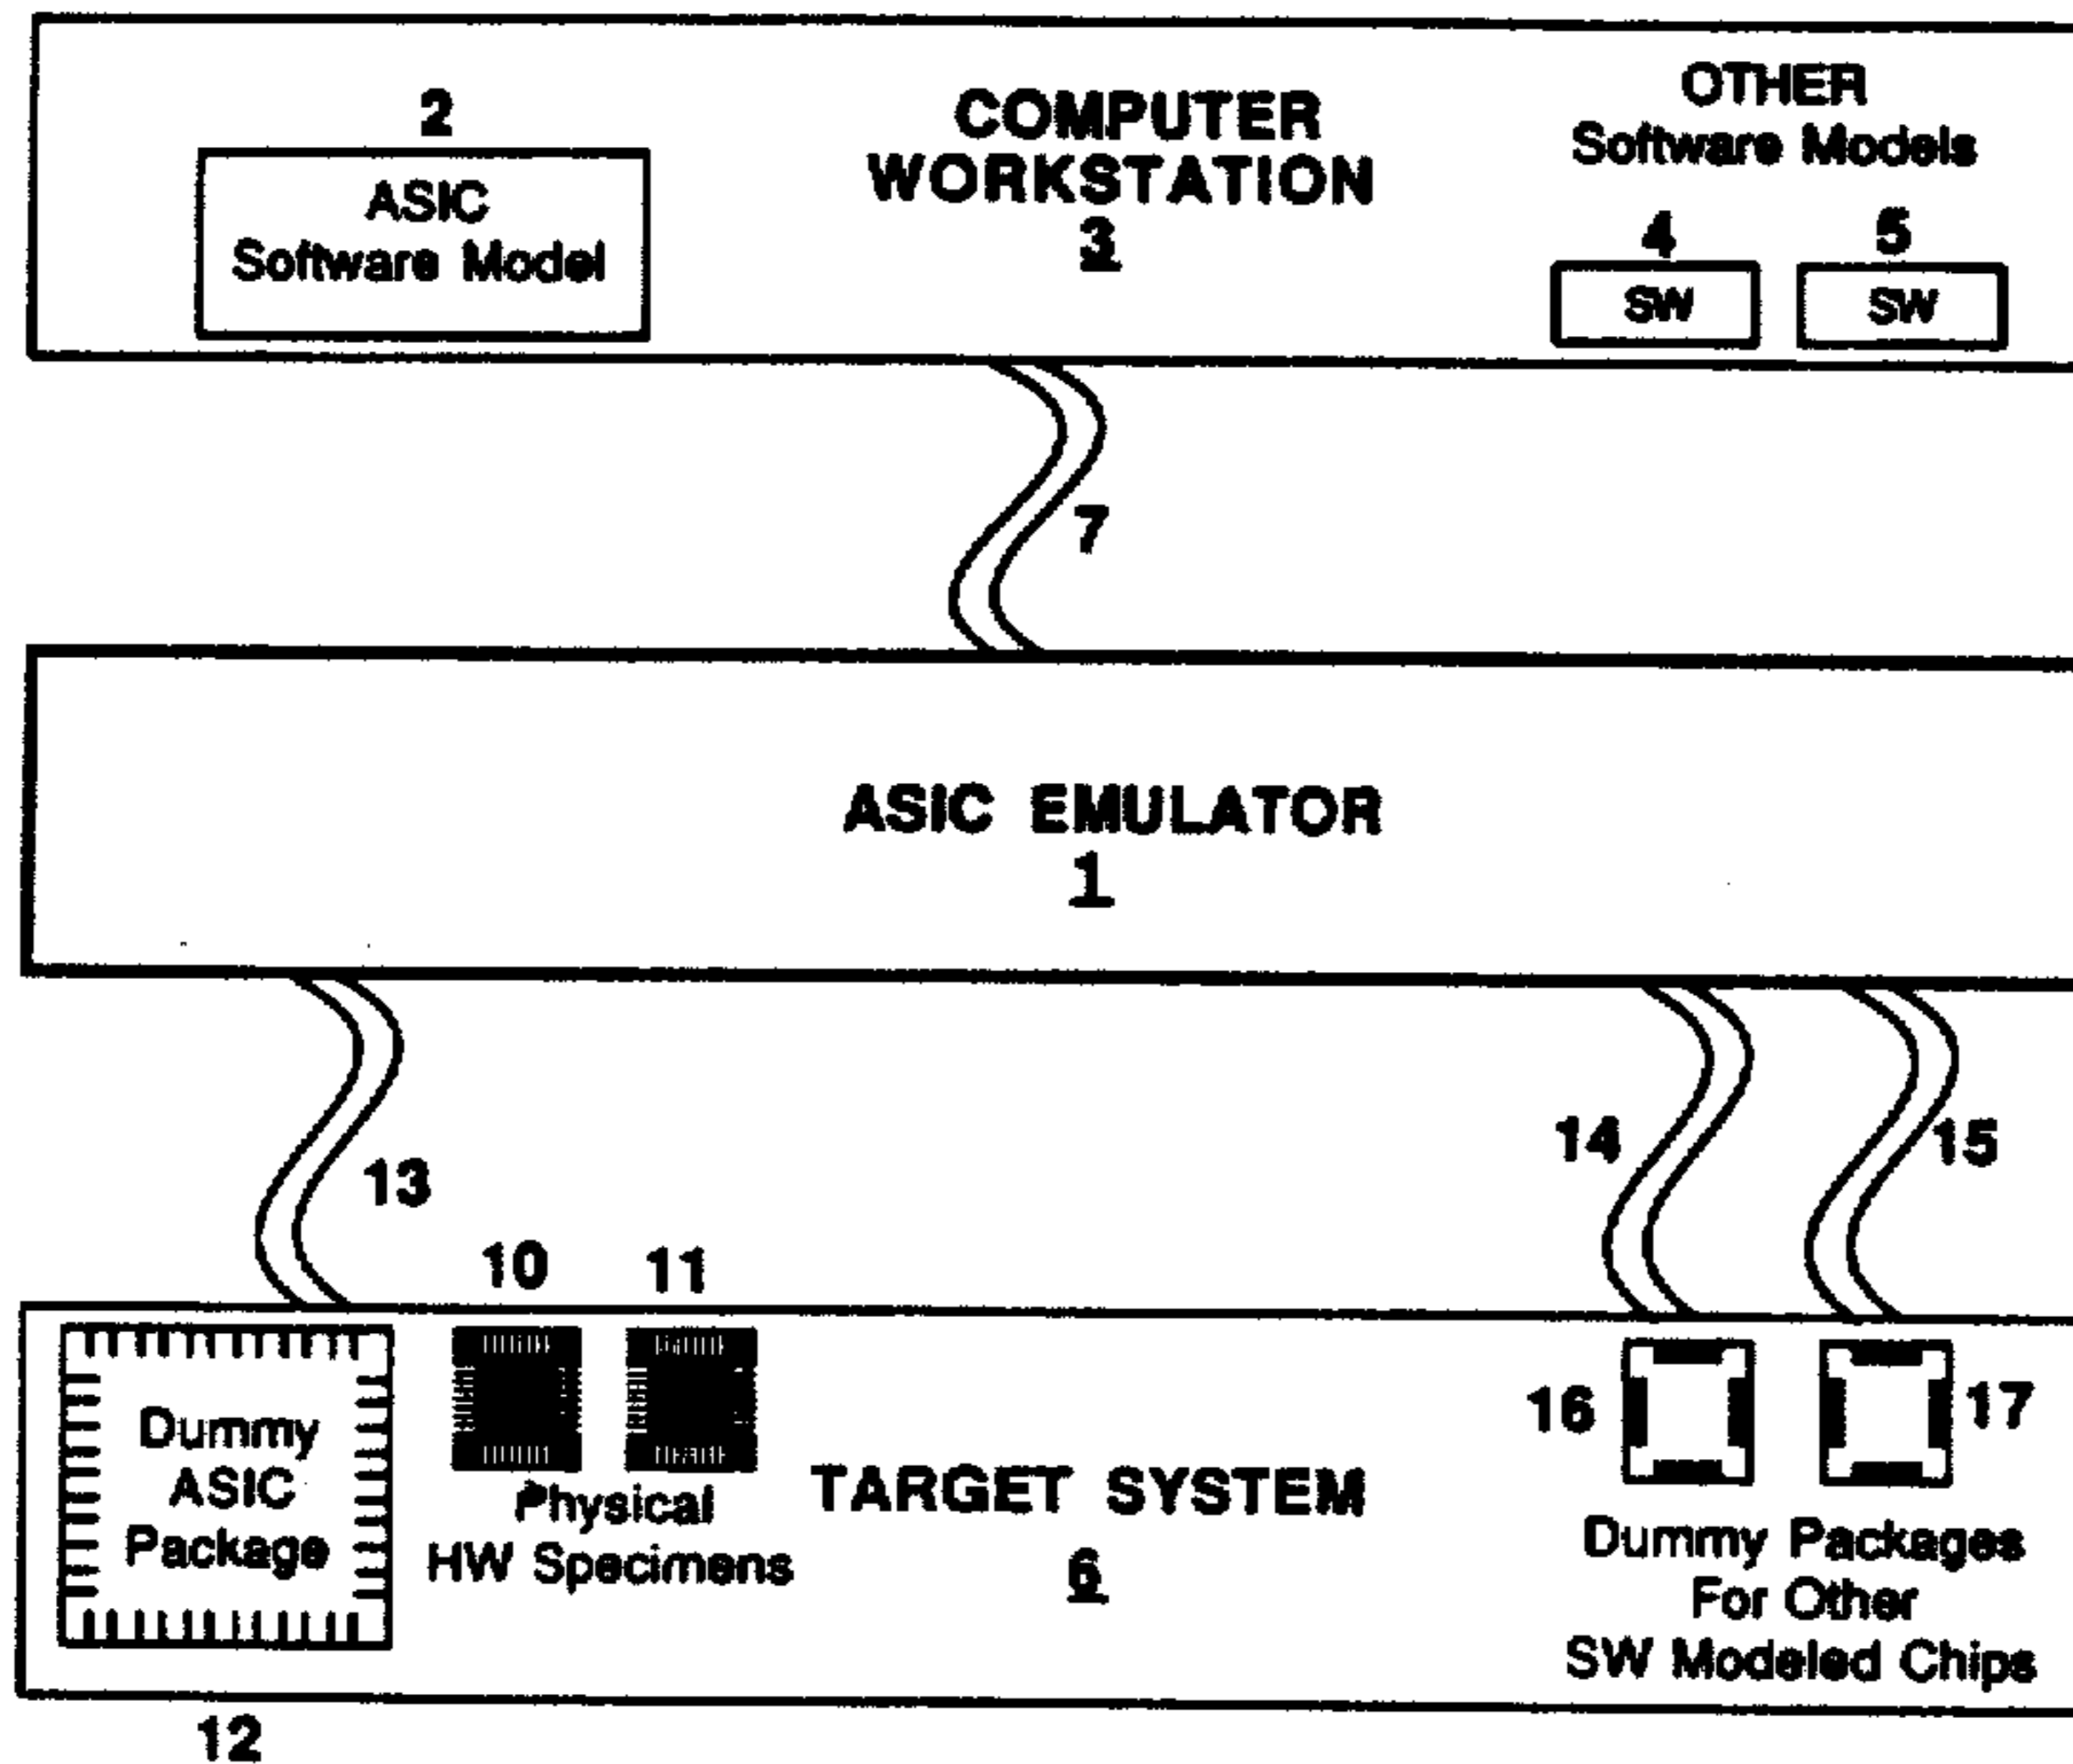 2
ASIC
Software Model
COMPUTER
WORKSTATION
3
OTHER
Software Models
4
5
SW
SW
7
ASIC EMULATOR
1
13
14
15
10
11
Dummy
ASIC
Package
Physical
HW Specimens
TARGET SYSTEM
6
16
17
Dummy Packages
For Other
SW Modeled Chips
12